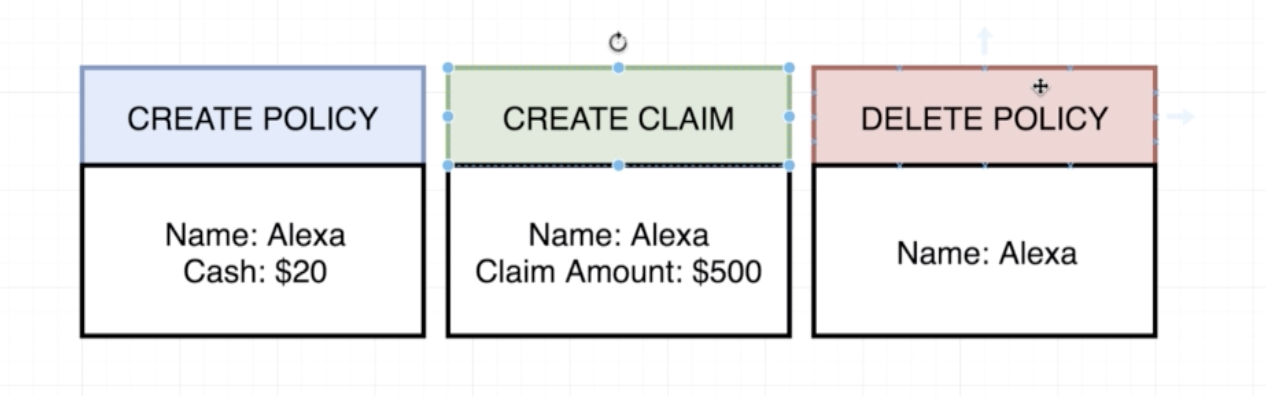 CREATE POLICY
Name: Alexa
Cash: $20
CREATE CLAIM
Name: Alexa
Claim Amount: $500
DELETE POLICY
Name: Alexa